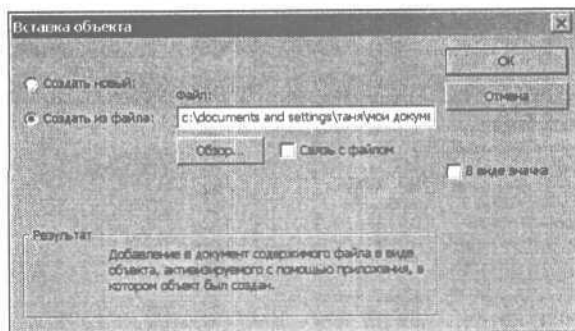 Вставка объекта
Создать новый:
Создать из файла:
Файл:
c:\documents and settings\таня\мои докуме
Обзор...
Связь с файлом
ОК
Отмена
В виде значка
Результат
Добавление в документ содержимого файла в виде
объекта, активизируемого с помощью приложения, в
котором объект был создан.